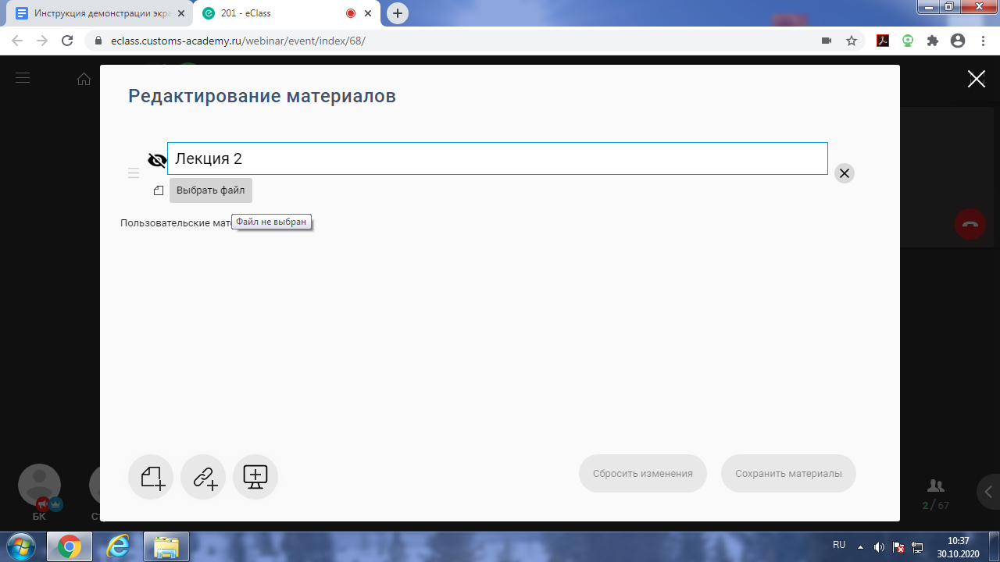 Инструкция демонстрации экра
201 - eClass
eclass.customs-academy.ru/webinar/event/index/68/
Редактирование материалов
Лекция 2
Выбрать файл
Пользовательские мат
Файл не выбран
Сбросить изменения
Сохранить материалы
БК
С
2 / 67
RU
10:37
30.10.2020